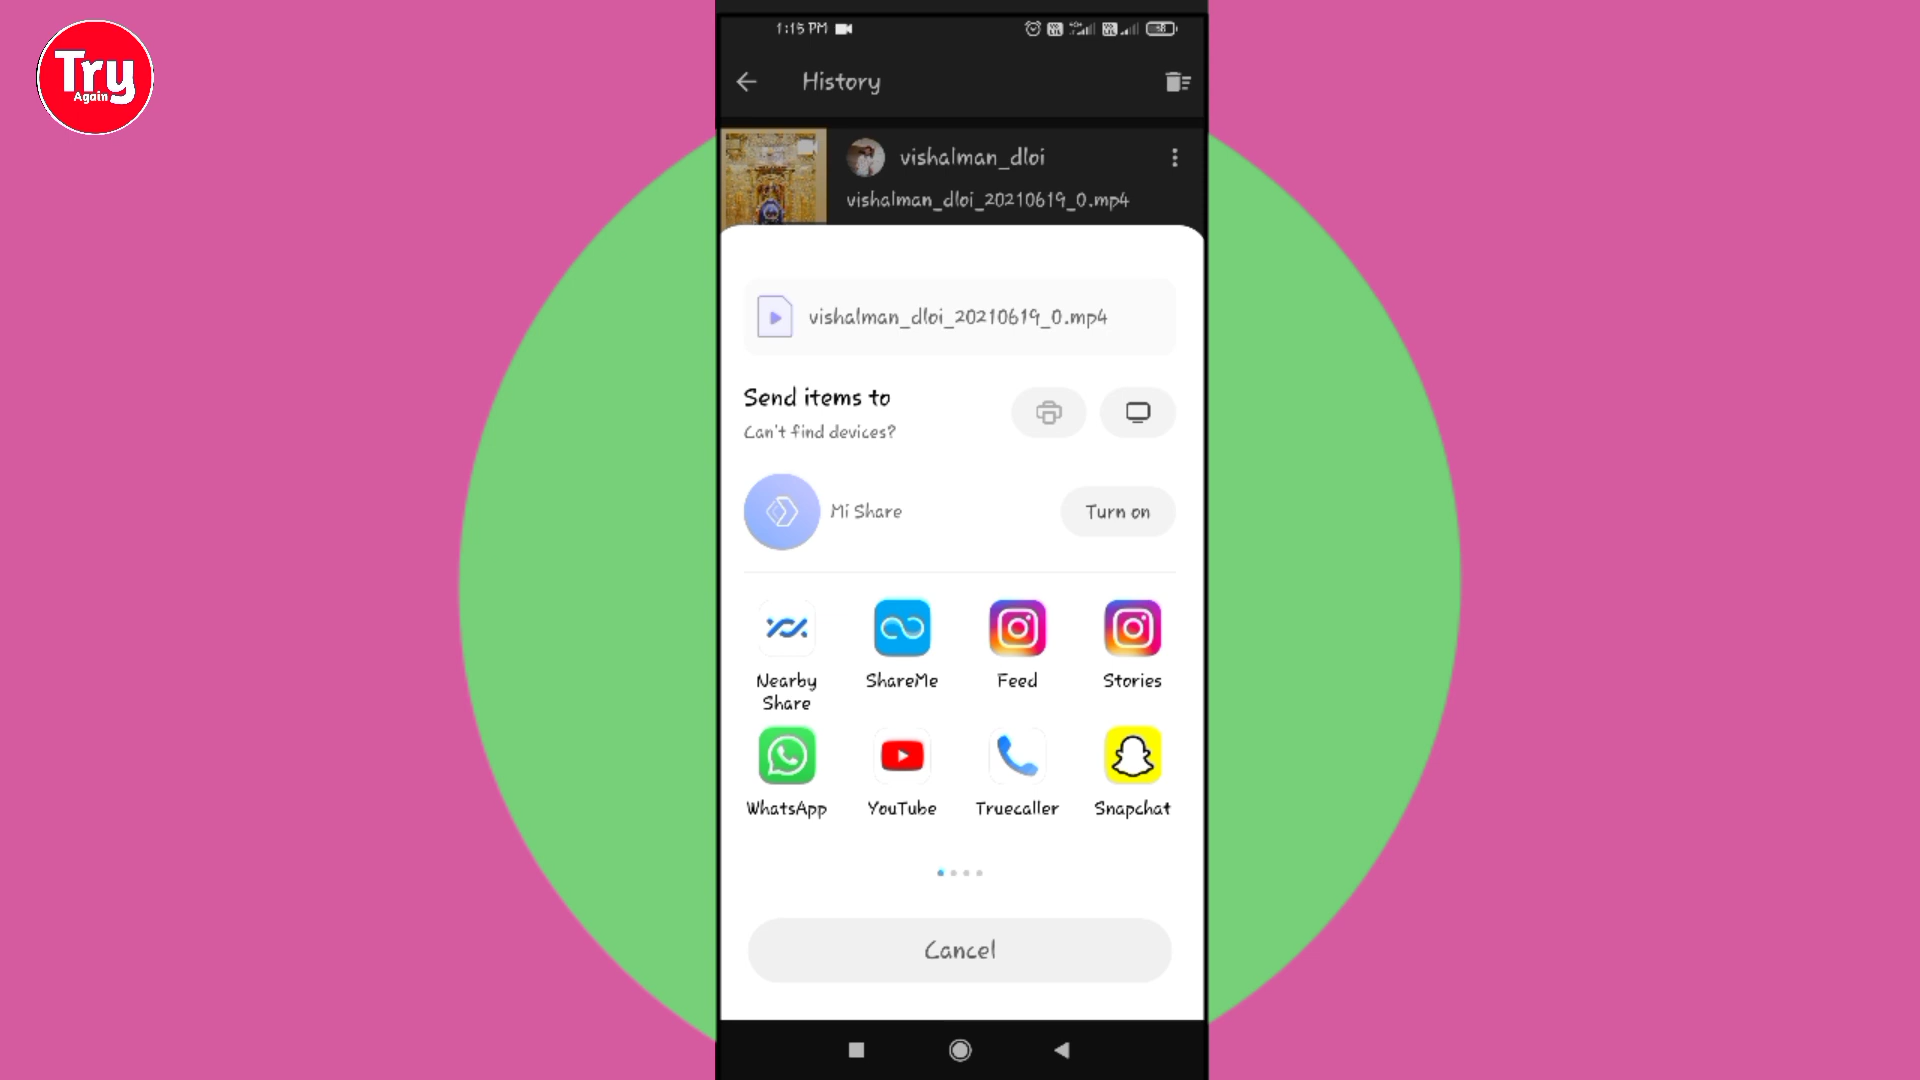 Try
Again
1:15 PM
History
vishalman_dloi
vishalman_dloi_20210619_0.mp4
vishalman_dloi_20210619_0.mp4
Send items to
Can't find devices?
Mi Share
Turn on
Nearby
Share
ShareMe
Feed
Stories
WhatsApp
YouTube
Truecaller
Snapchat
Cancel